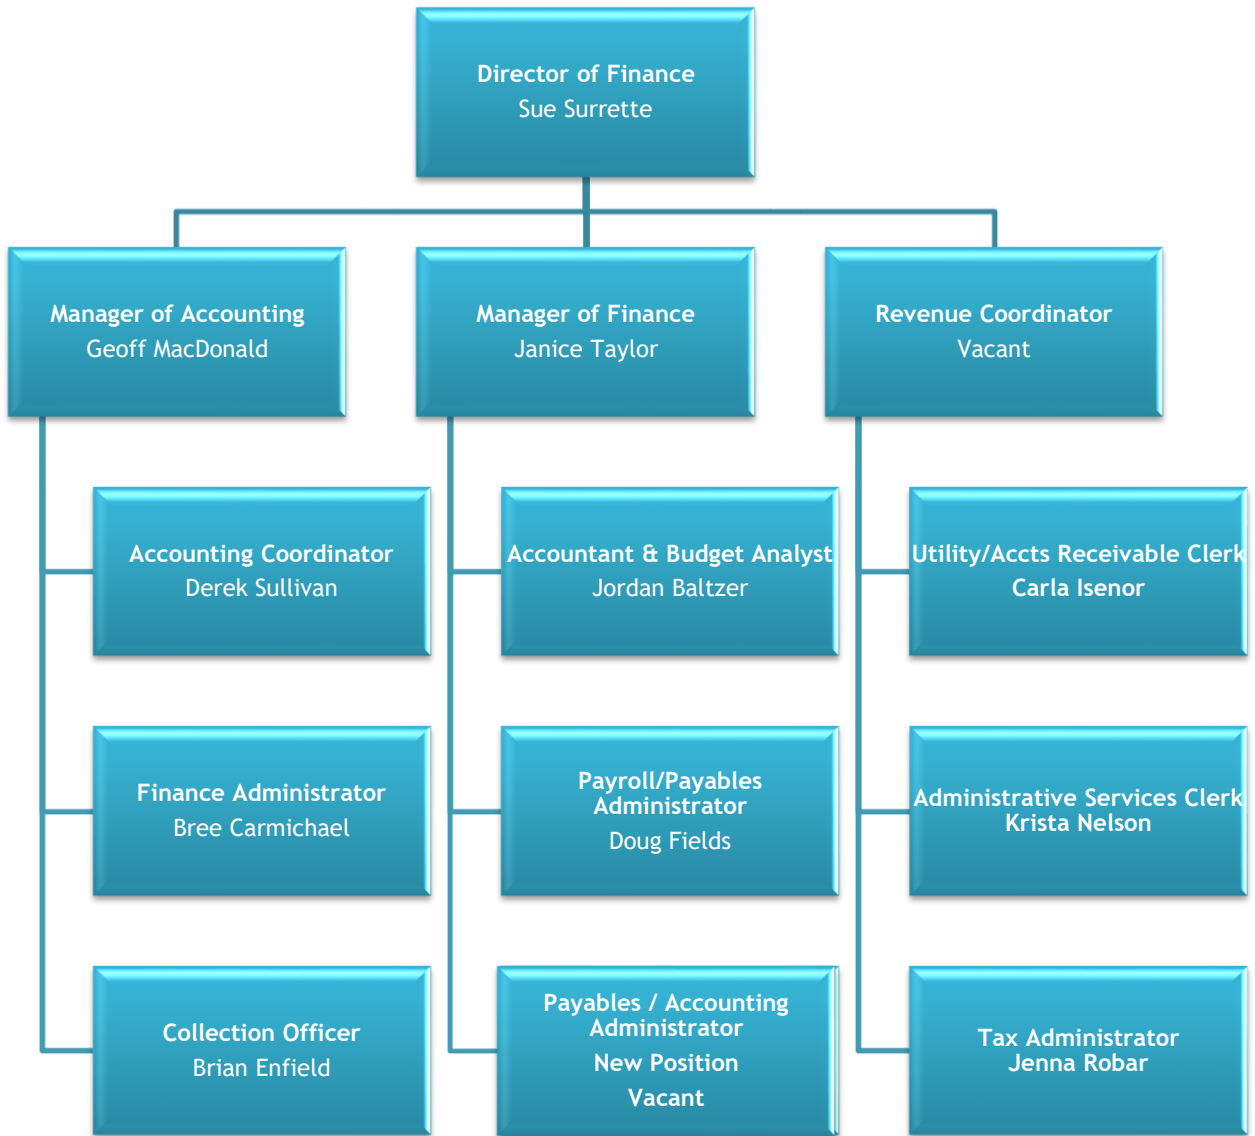 Director of Finance
Sue Surrette
Manager of Accounting
Geoff MacDonald
Manager of Finance
Janice Taylor
Revenue Coordinator
Vacant
Accounting Coordinator
Derek Sullivan
Accountant & Budget Analyst
Jordan Baltzer
Utility/Accts Receivable Clerk
Carla Isenor
Finance Administrator
Bree Carmichael
Payroll/Payables
Administrator
Doug Fields
Administrative Services Clerk
Krista Nelson
Collection Officer
Brian Enfield
Payables / Accounting
Administrator
New Position
Vacant
Tax Administrator
Jenna Robar